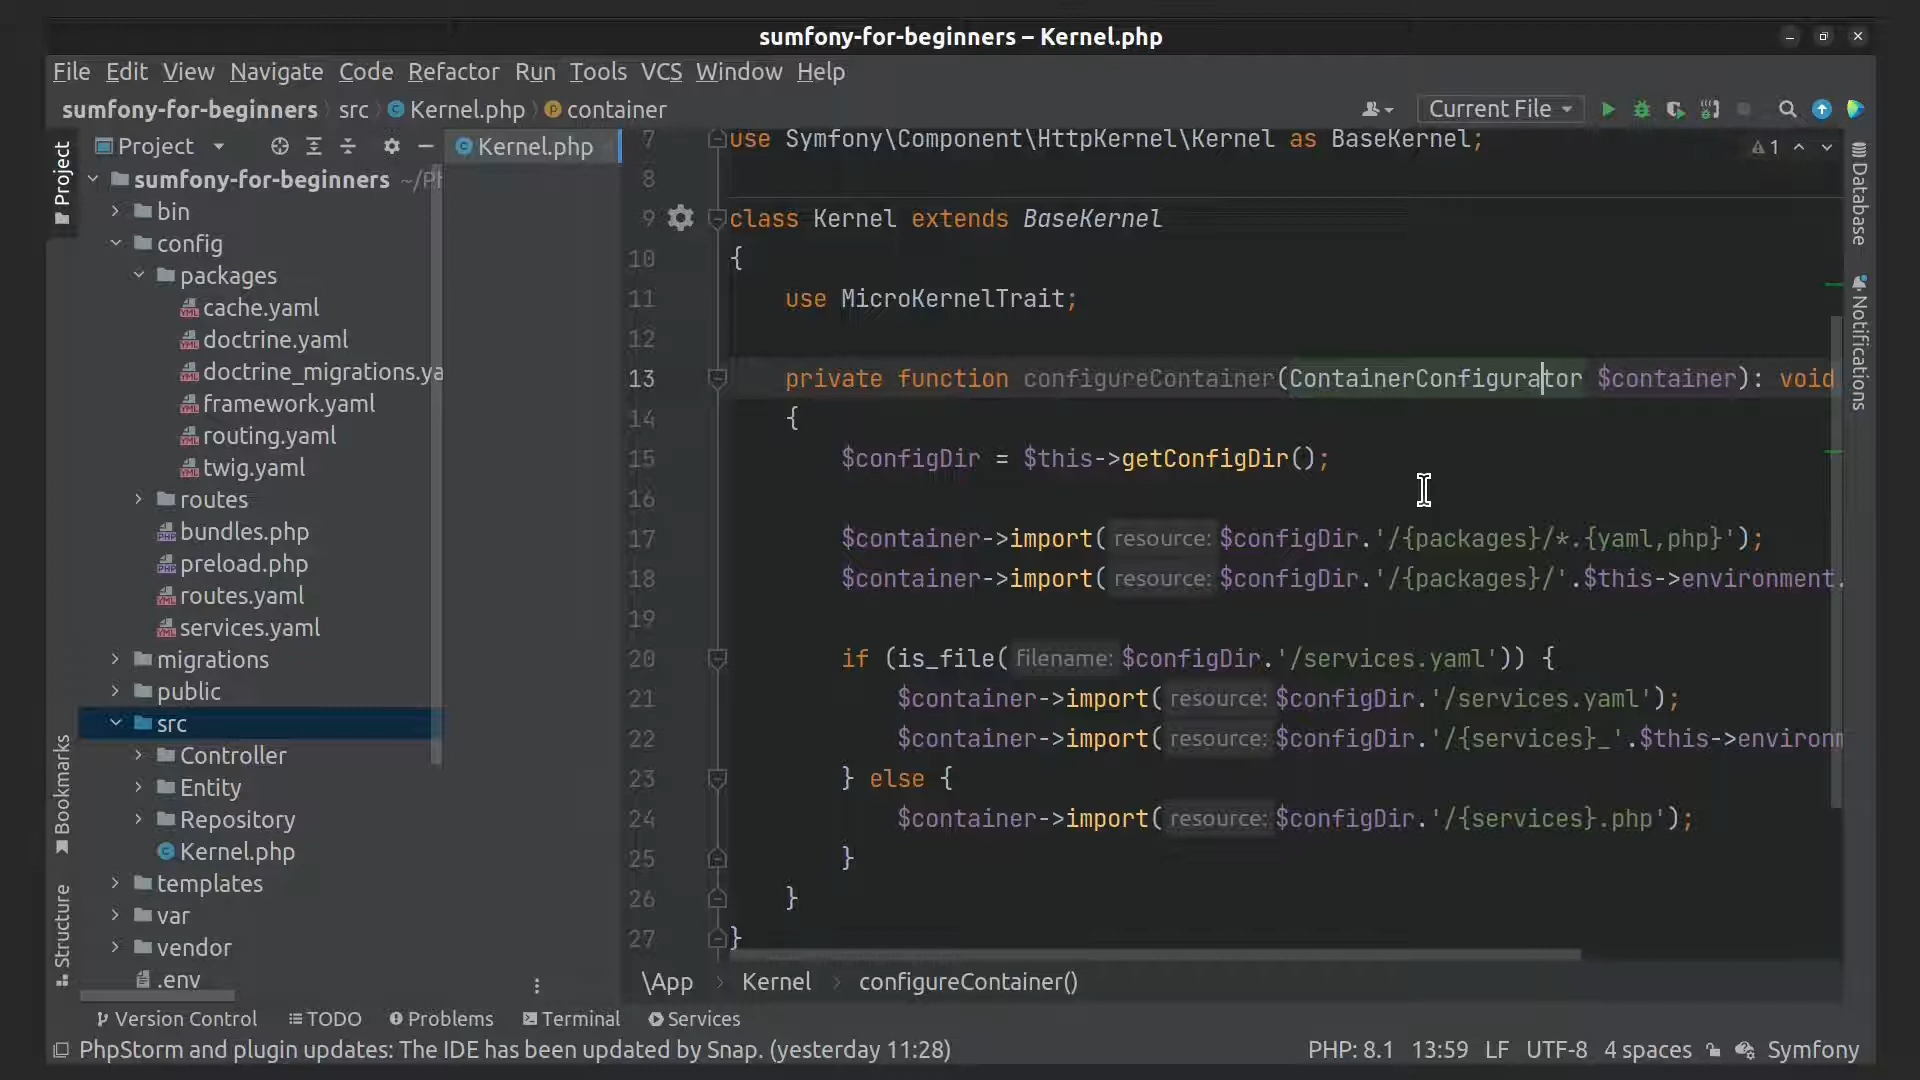 sumfony-for-beginners – Kernel.php
File Edit View Navigate Code Refactor Run Tools VCS Window Help
sumfony-for-beginners src Kernel.php container
Current File
Project
Project
sumfony-for-beginners ~/Ph
bin
config
packages
cache.yaml
doctrine.yaml
doctrine_migrations.ya
framework.yaml
routing.yaml
twig.yaml
routes
bundles.php
preload.php
routes.yaml
services.yaml
migrations
public
src
Controller
Entity
Repository
Kernel.php
templates
var
vendor
.env
Bookmarks
Structure
Kernel.php
1
7 use Symfony\Component\HttpKernel\Kernel as BaseKernel;
8
9 class Kernel extends BaseKernel
10 {
11 use MicroKernelTrait;
12
13 private function configureContainer(ContainerConfigurator $container): void
14 {
15 $configDir = $this->getConfigDir();
16
17 $container->import( resource: $configDir.'/{packages}/*.{yaml,php}');
18 $container->import( resource: $configDir.'/{packages}/'.$this->environment.
19
20 if (is_file( filename: $configDir.'/services.yaml')) {
21 $container->import( resource: $configDir.'/services.yaml');
22 $container->import( resource: $configDir.'/{services}_'.$this->environm
23 } else {
24 $container->import( resource: $configDir.'/{services}.php');
25 }
26 }
27 }
Database
Notifications
\App Kernel configureContainer()
Version Control TODO Problems Terminal Services
PhpStorm and plugin updates: The IDE has been updated by Snap. (yesterday 11:28) PHP: 8.1 13:59 LF UTF-8 4 spaces Symfony